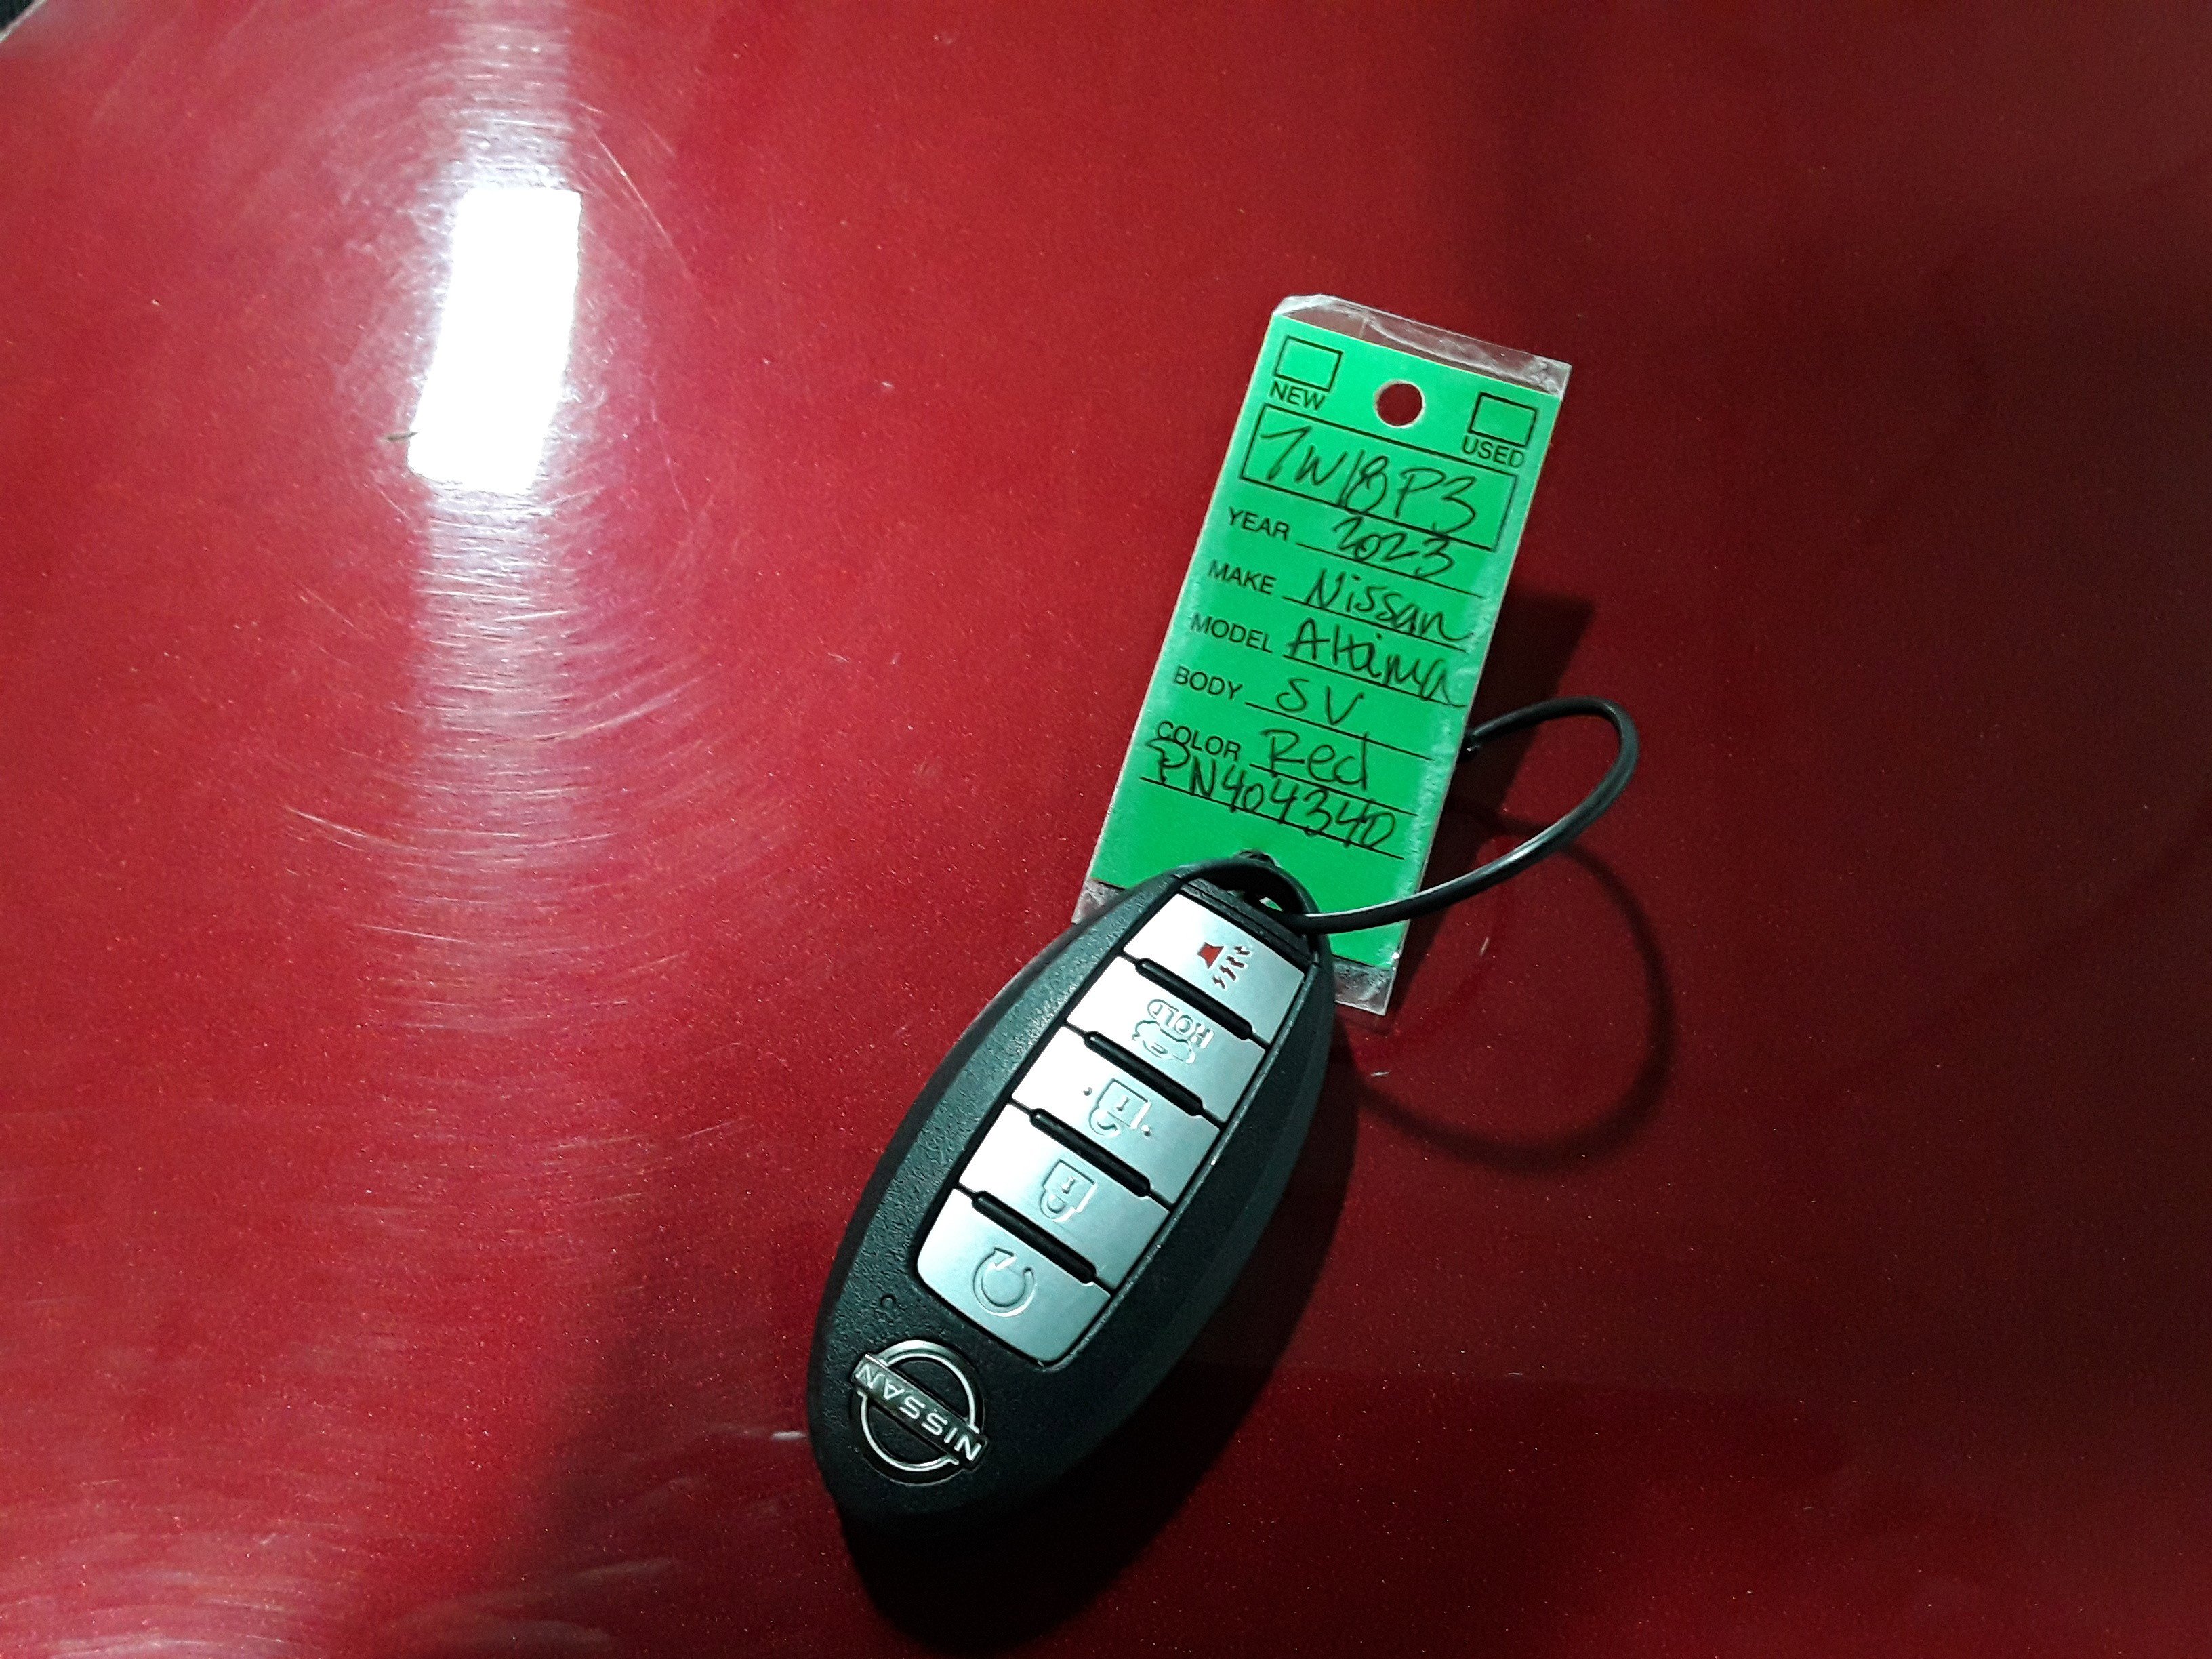 NEW
USED
7W18P3
YEAR 2023
MAKE Nissan
MODEL Altima
BODY SV
COLOR Red
PN404340
HOLD
NISSAN